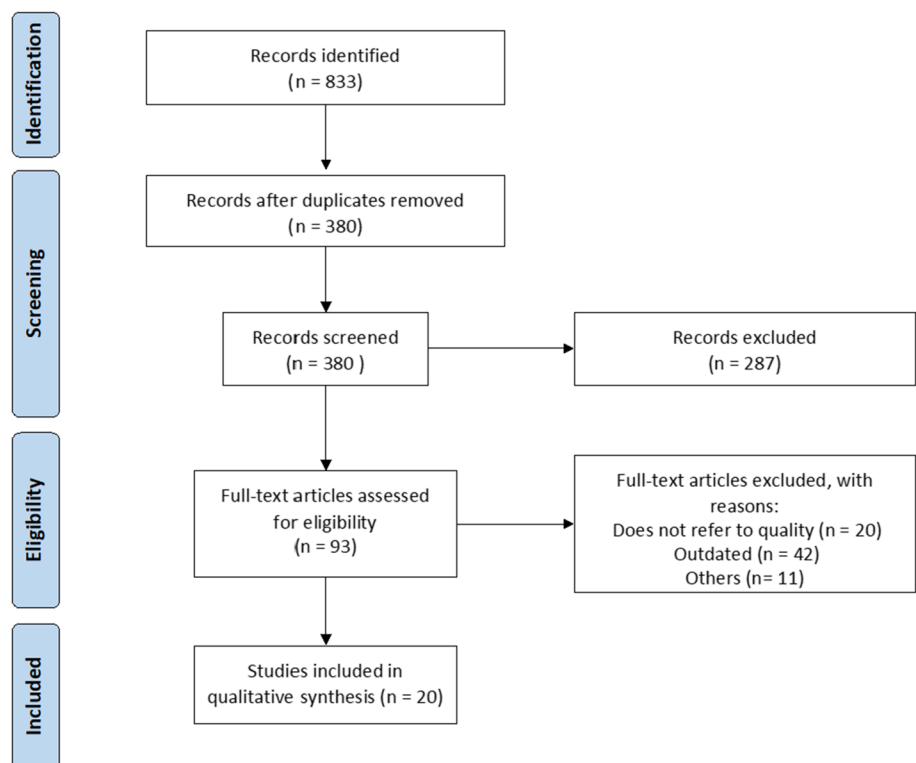 Identification
Records identified
(n = 833)
Screening
Records after duplicates removed
(n = 380)
Records screened
(n = 380 )
Records excluded
(n = 287)
Eligibility
Full-text articles assessed
for eligibility
(n = 93)
Full-text articles excluded, with
reasons:
Does not refer to quality (n = 20)
Outdated (n = 42)
Others (n= 11)
Included
Studies included in
qualitative synthesis (n = 20)